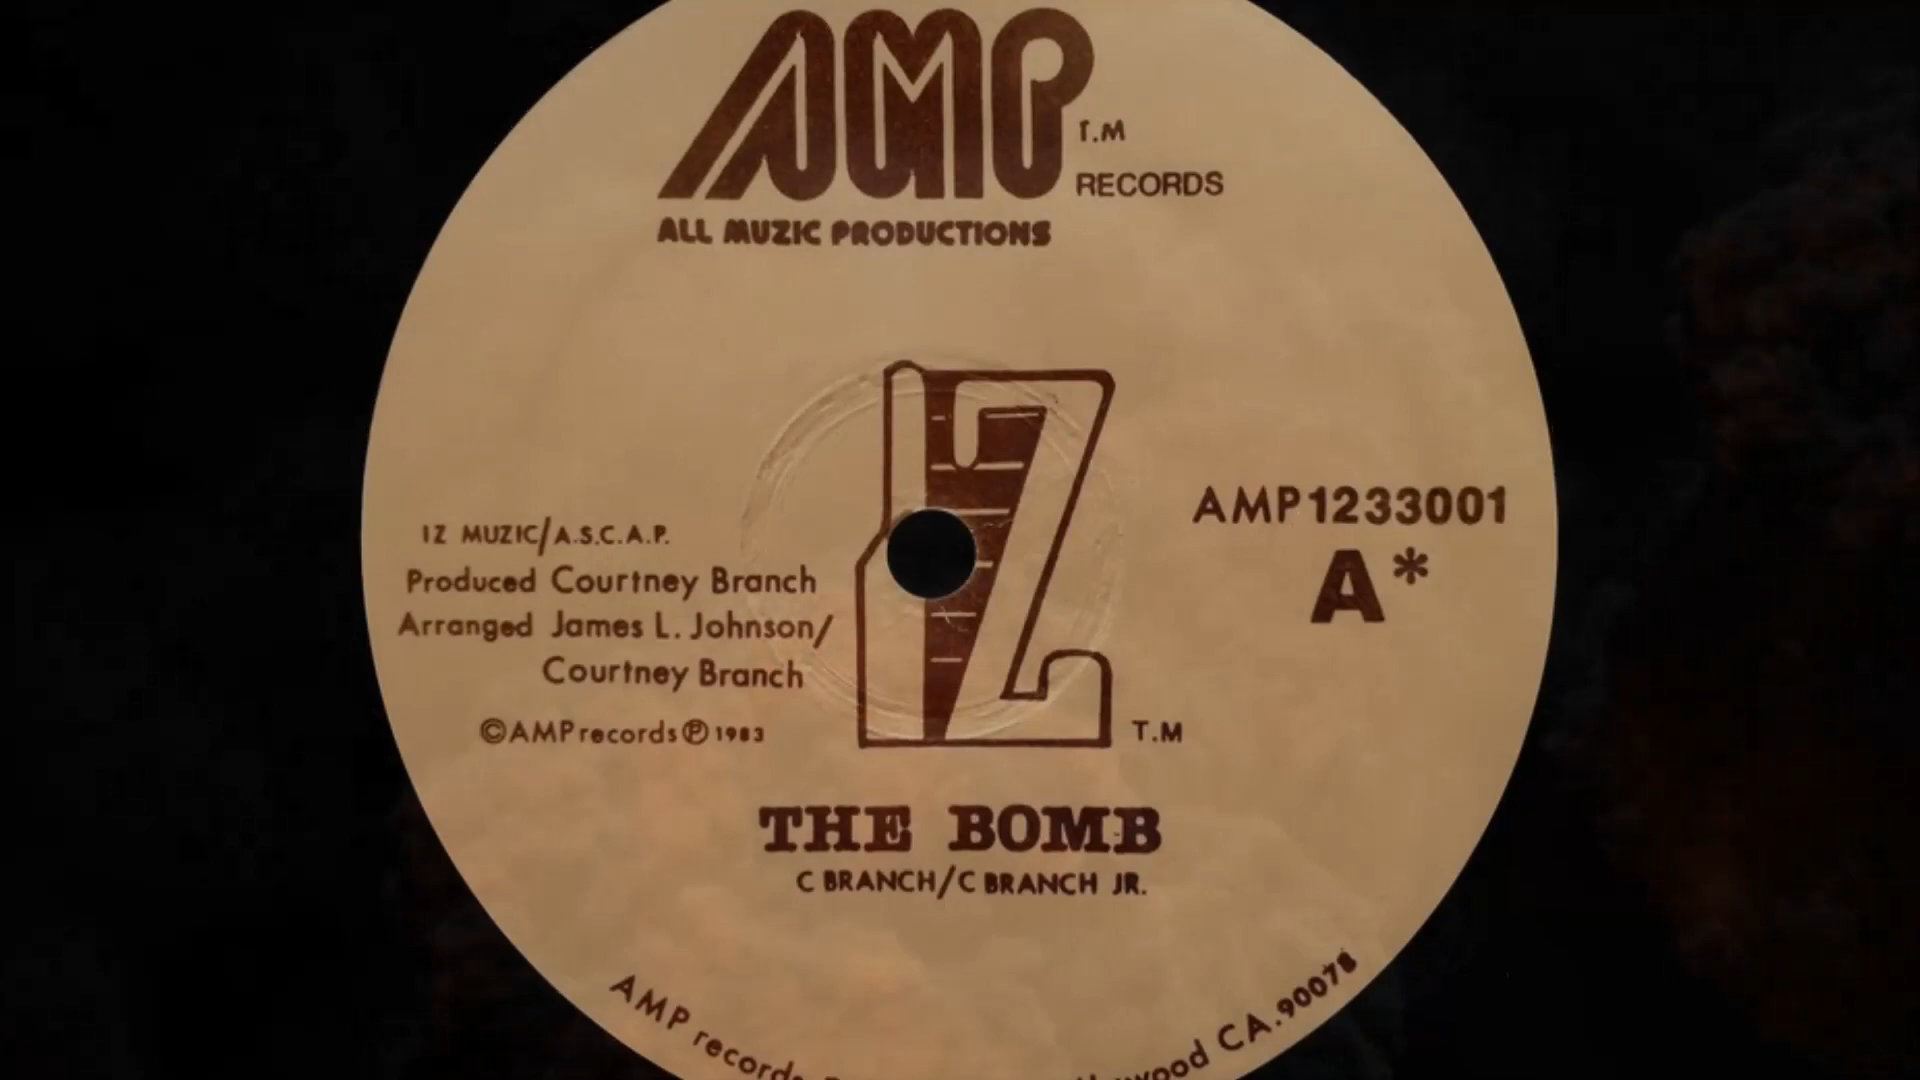 AMP T.M
RECORDS
ALL MUZIC PRODUCTIONS
IZ
AMP1233001
A*
IZ MUZIC/A.S.C.A.P.
Produced Courtney Branch
Arranged James L. Johnson/
Courtney Branch
©AMPrecords℗1983
T.M
THE BOMB
C BRANCH/C BRANCH JR.
AMP records CA.90078